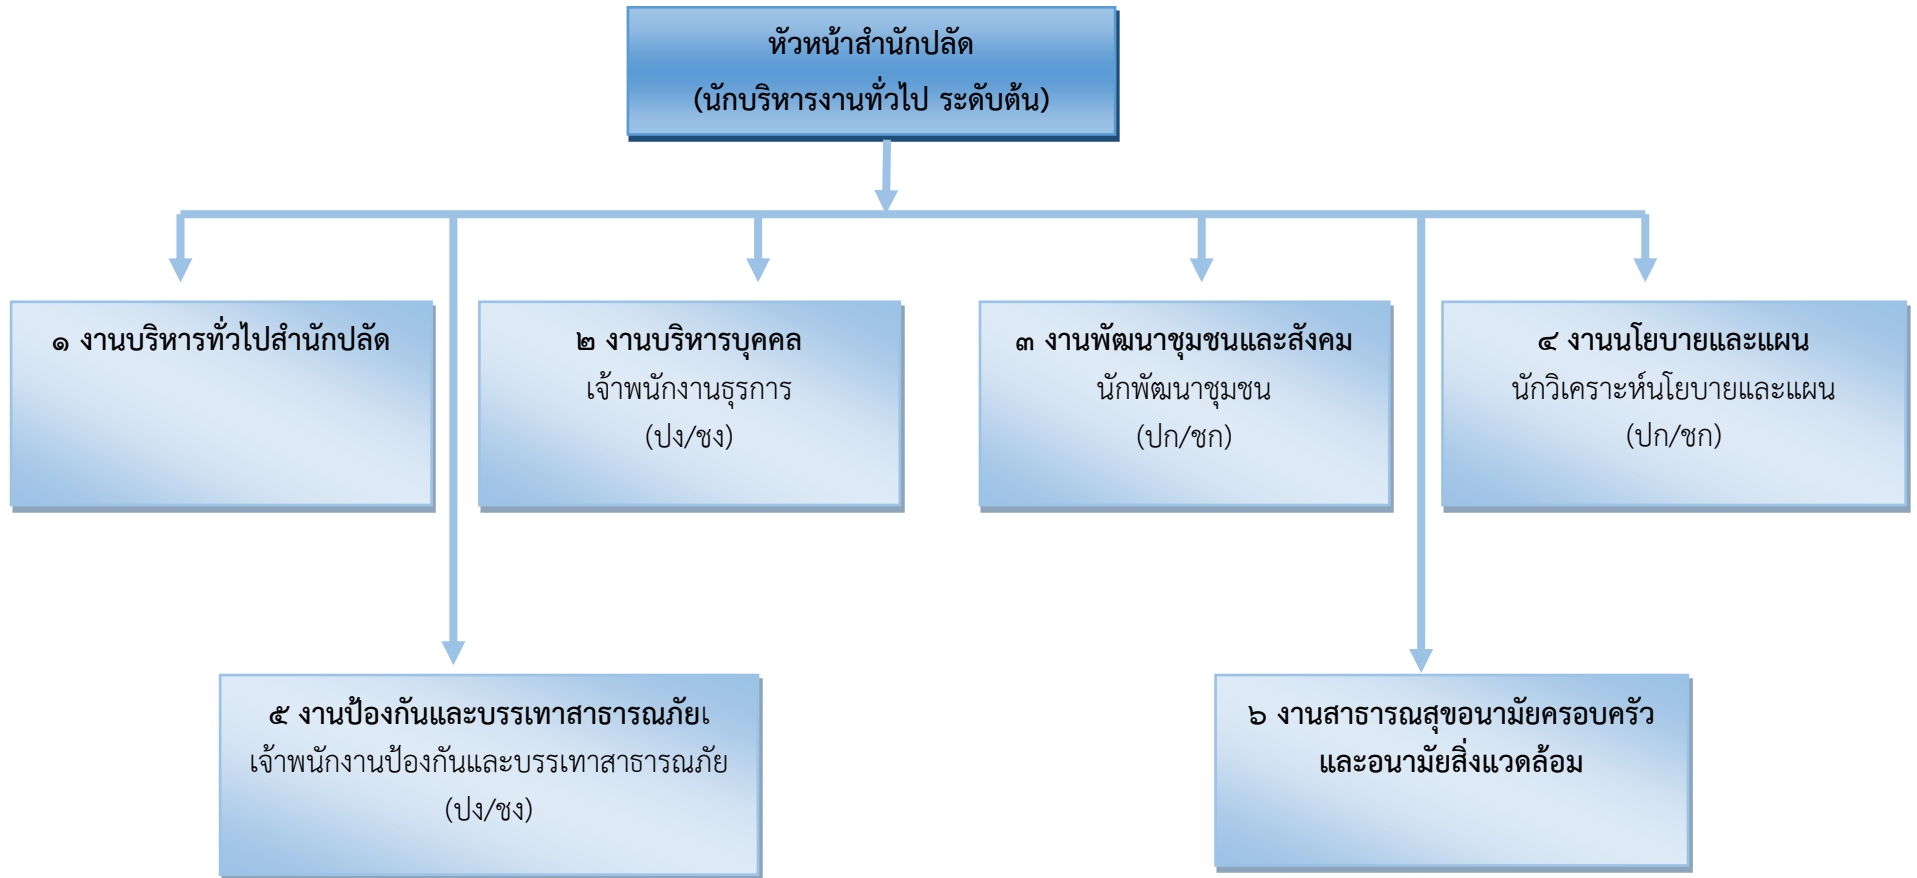 หัวหน้าสำนักปลัด
(นักบริหารงานทั่วไป ระดับต้น)
๑ งานบริหารทั่วไปสำนักปลัด
๒ งานบริหารบุคคล
เจ้าพนักงานธุรการ
(ปง/ชง)
๓ งานพัฒนาชุมชนและสังคม
นักพัฒนาชุมชน
(ปก/ชก)
๔ งานนโยบายและแผน
นักวิเคราะห์นโยบายและแผน
(ปก/ชก)
๕ งานป้องกันและบรรเทาสาธารณภัยเ
เจ้าพนักงานป้องกันและบรรเทาสาธารณภัย
(ปง/ชง)
๖ งานสาธารณสุขอนามัยครอบครัว
และอนามัยสิ่งแวดล้อม